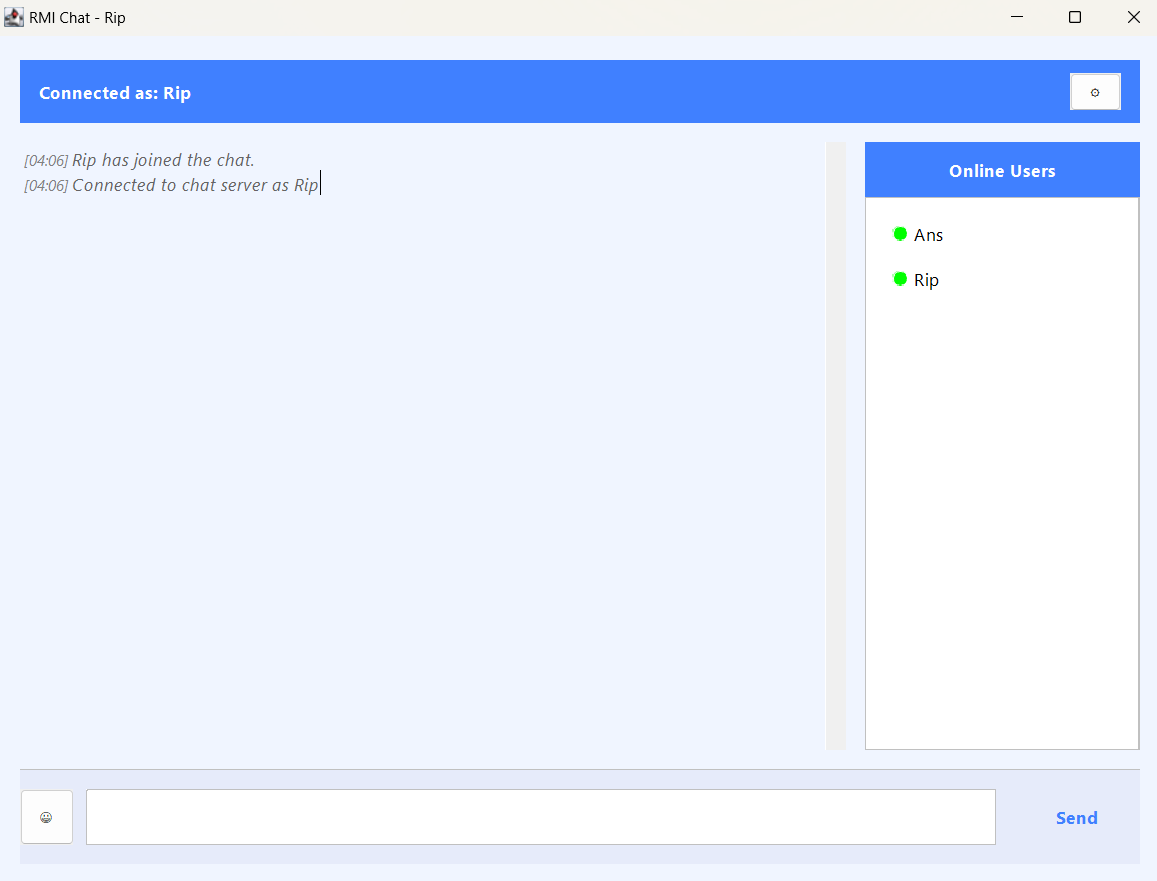 RMI Chat - Rip
Connected as: Rip
[04:06] Rip has joined the chat.
[04:06] Connected to chat server as Rip
Online Users
Ans
Rip
Send